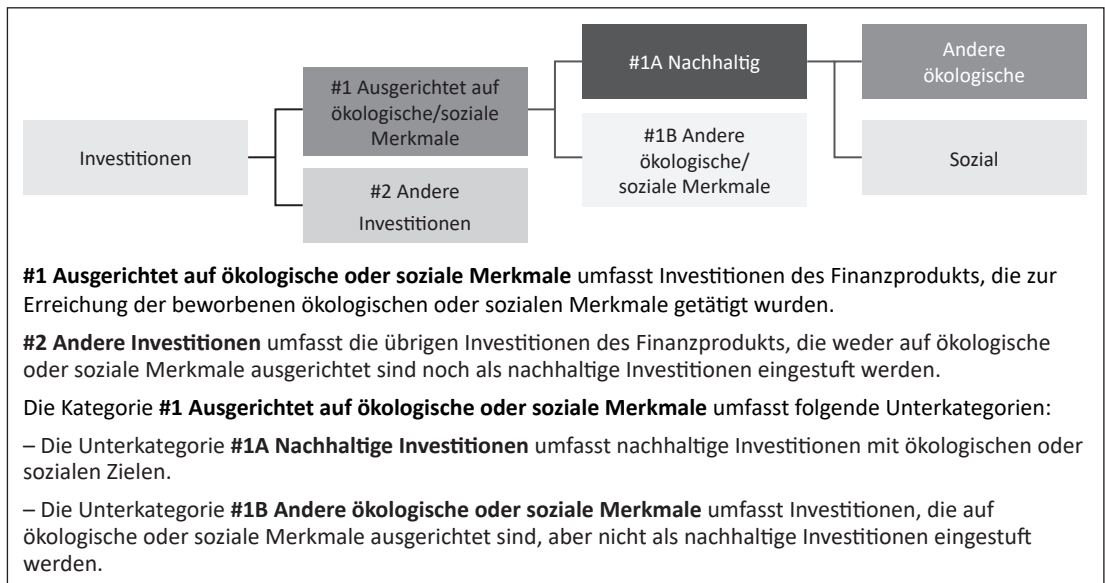 Investitionen
#1 Ausgerichtet auf
ökologische/soziale
Merkmale
#2 Andere
Investitionen
#1A Nachhaltig
#1B Andere
ökologische/
soziale Merkmale
Andere
ökologische
Sozial
#1 Ausgerichtet auf ökologische oder soziale Merkmale umfasst Investitionen des Finanzprodukts, die zur
Erreichung der beworbenen ökologischen oder sozialen Merkmale getätigt wurden.
#2 Andere Investitionen umfasst die übrigen Investitionen des Finanzprodukts, die weder auf ökologische
oder soziale Merkmale ausgerichtet sind noch als nachhaltige Investitionen eingestuft werden.
Die Kategorie #1 Ausgerichtet auf ökologische oder soziale Merkmale umfasst folgende Unterkategorien:
– Die Unterkategorie #1A Nachhaltige Investitionen umfasst nachhaltige Investitionen mit ökologischen oder
sozialen Zielen.
– Die Unterkategorie #1B Andere ökologische oder soziale Merkmale umfasst Investitionen, die auf
ökologische oder soziale Merkmale ausgerichtet sind, aber nicht als nachhaltige Investitionen eingestuft
werden.